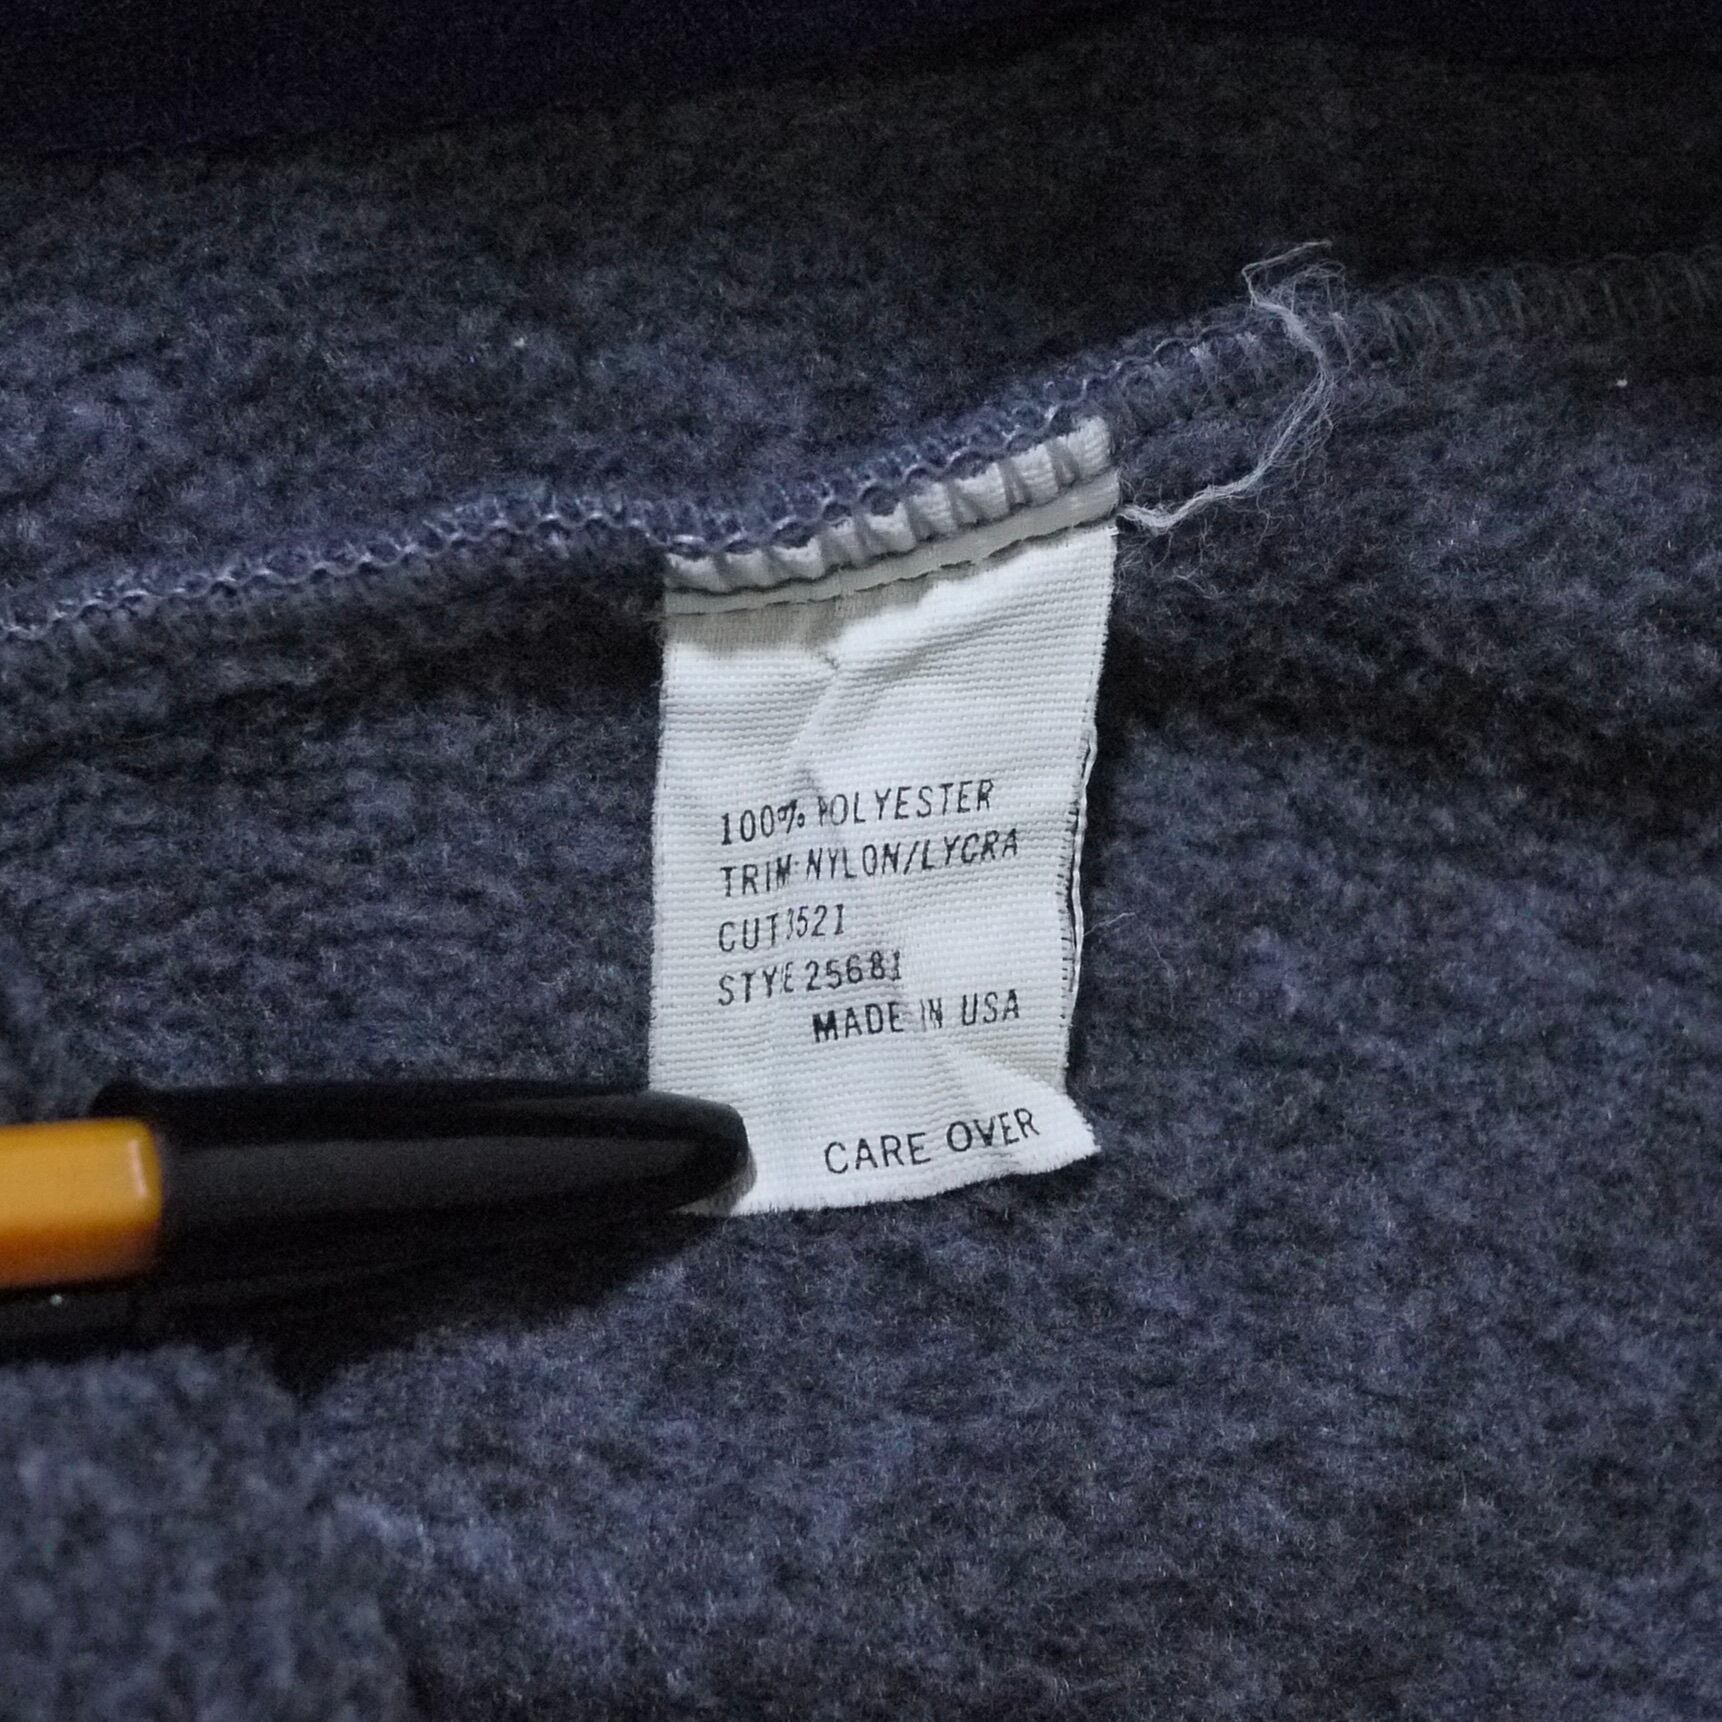 100% POLYESTER
TRIM-NYLON/LYCRA
CUT 3521
STYE 25681
MADE IN USA
CARE OVER